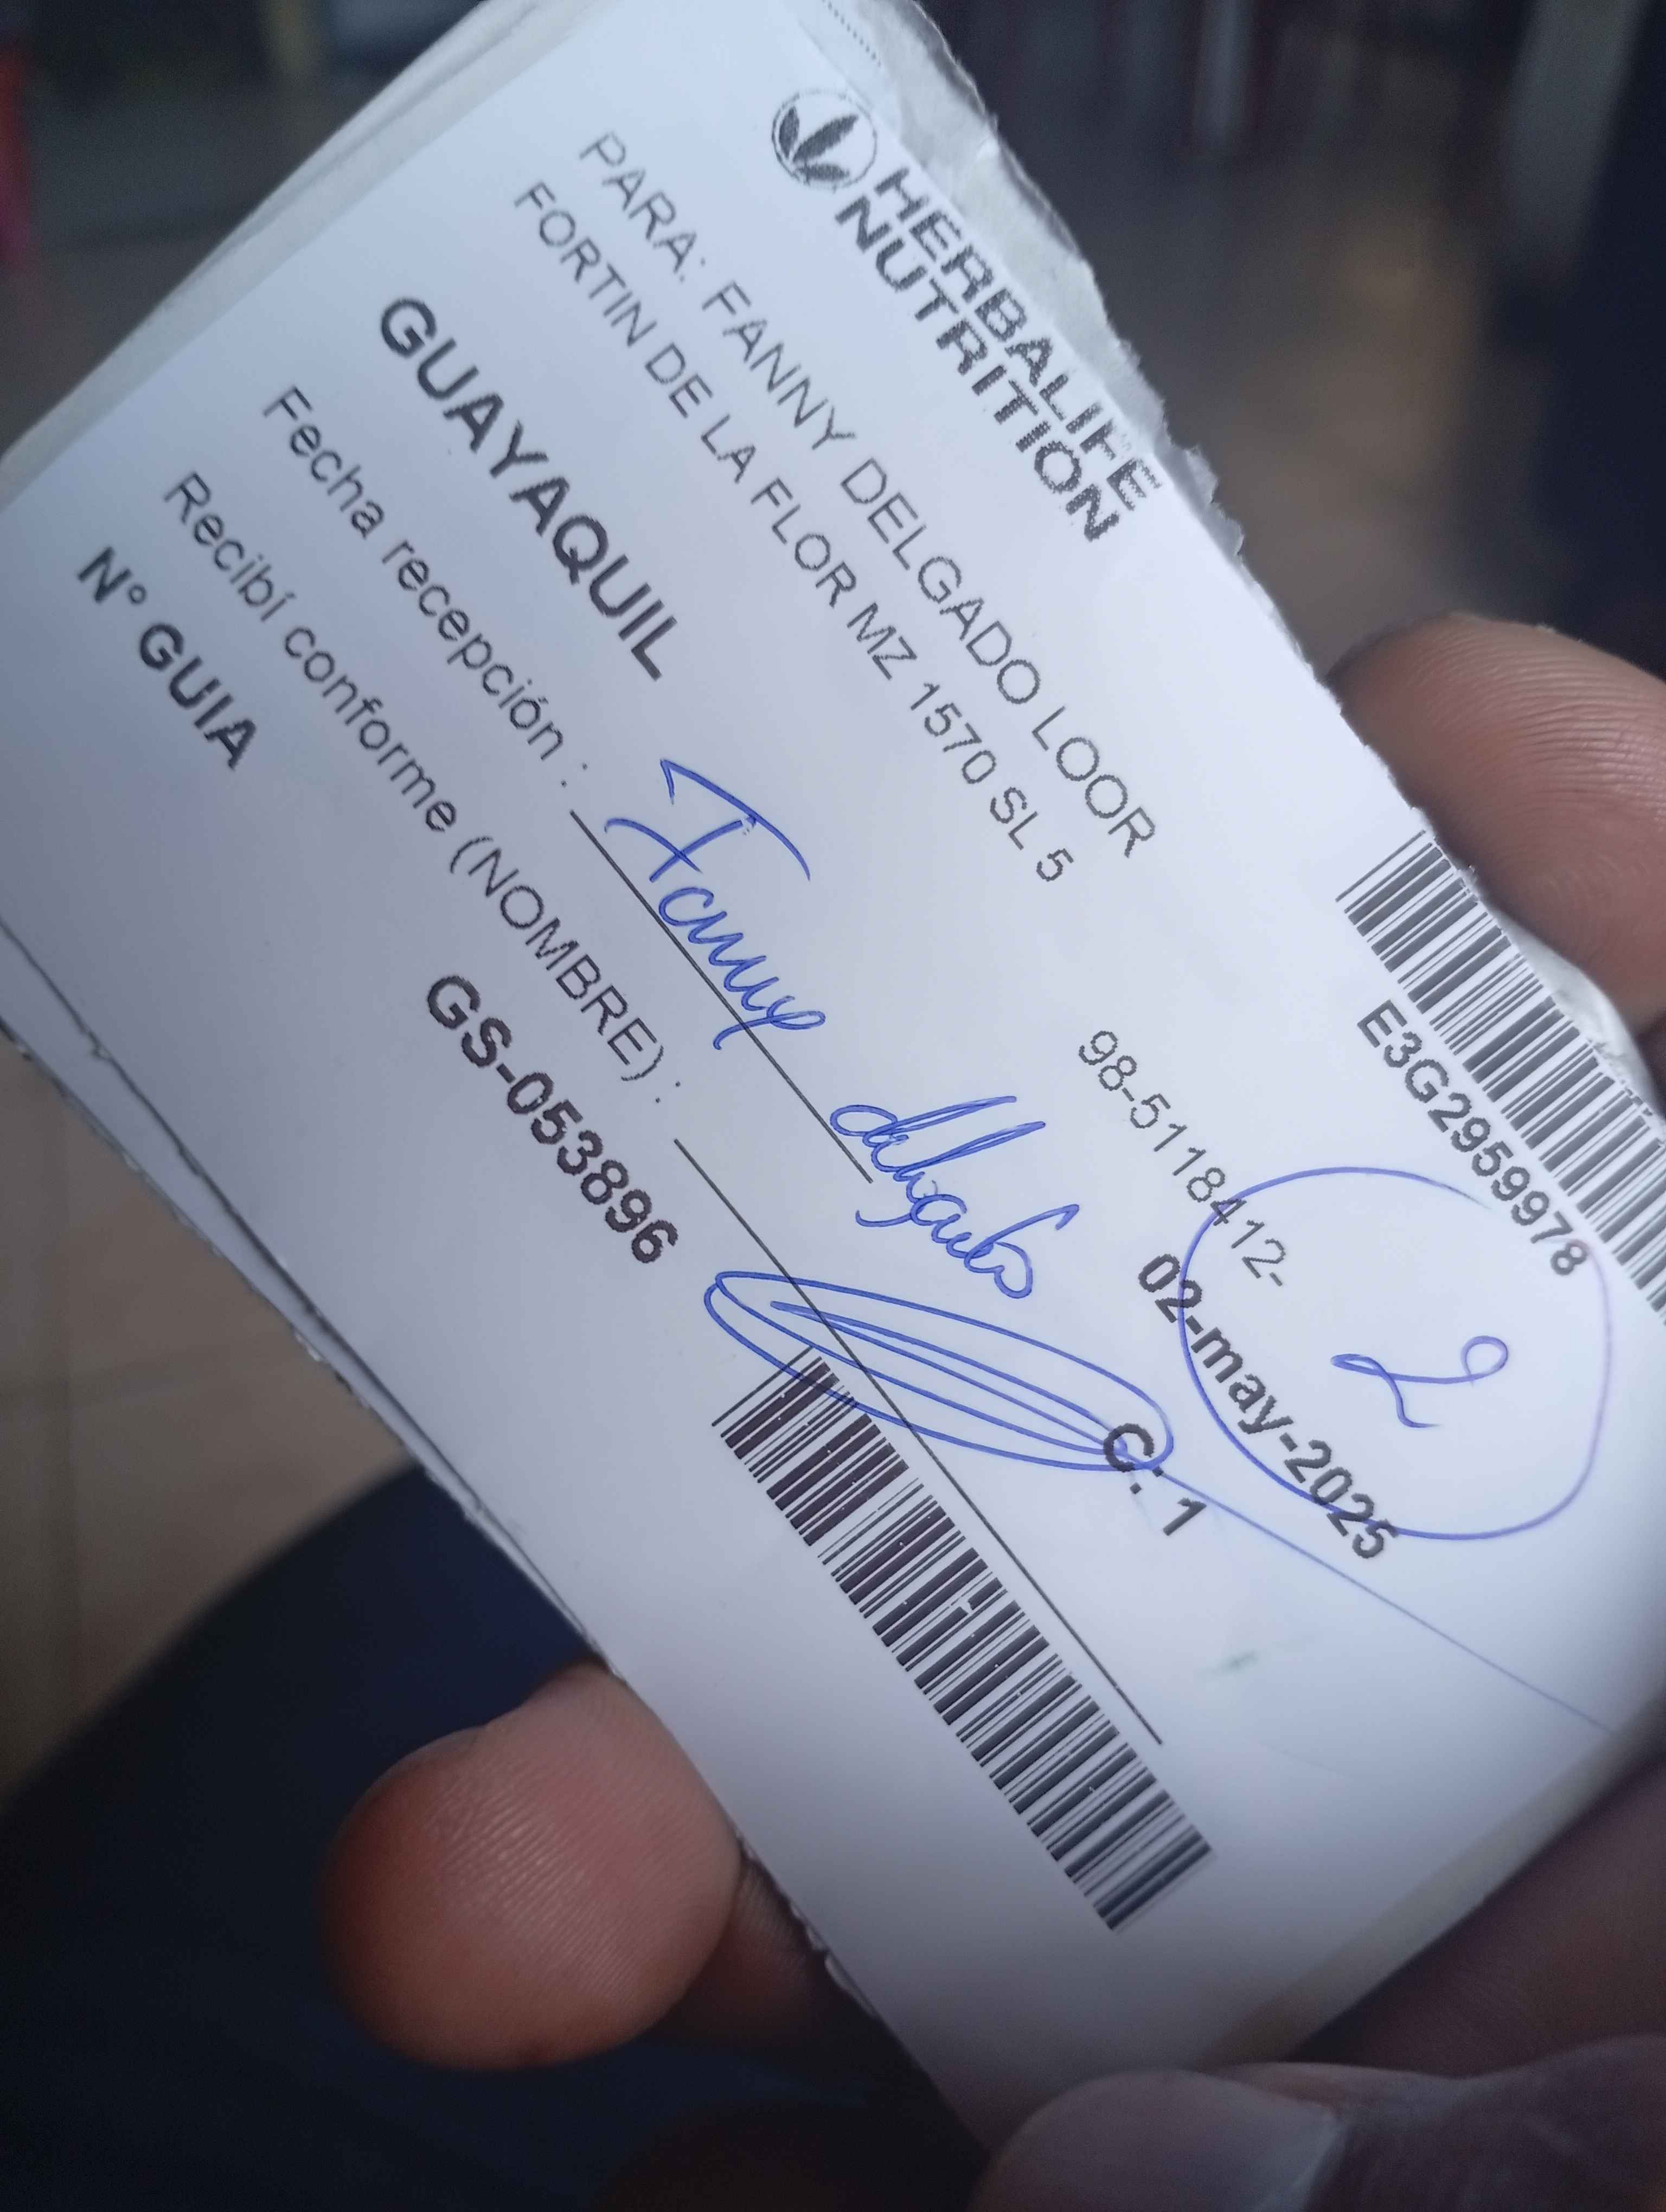 HERBALIFE
NUTRITION
E3G2959978
PARA: FANNY DELGADO LOOR
98-5118412-
FORTIN DE LA FLOR MZ 1570 SL 5
02-may-2025
2
GUAYAQUIL
C: 1
Fecha recepción : Fanny delgado
Recibí conforme (NOMBRE) :
N° GUIA GS-053896